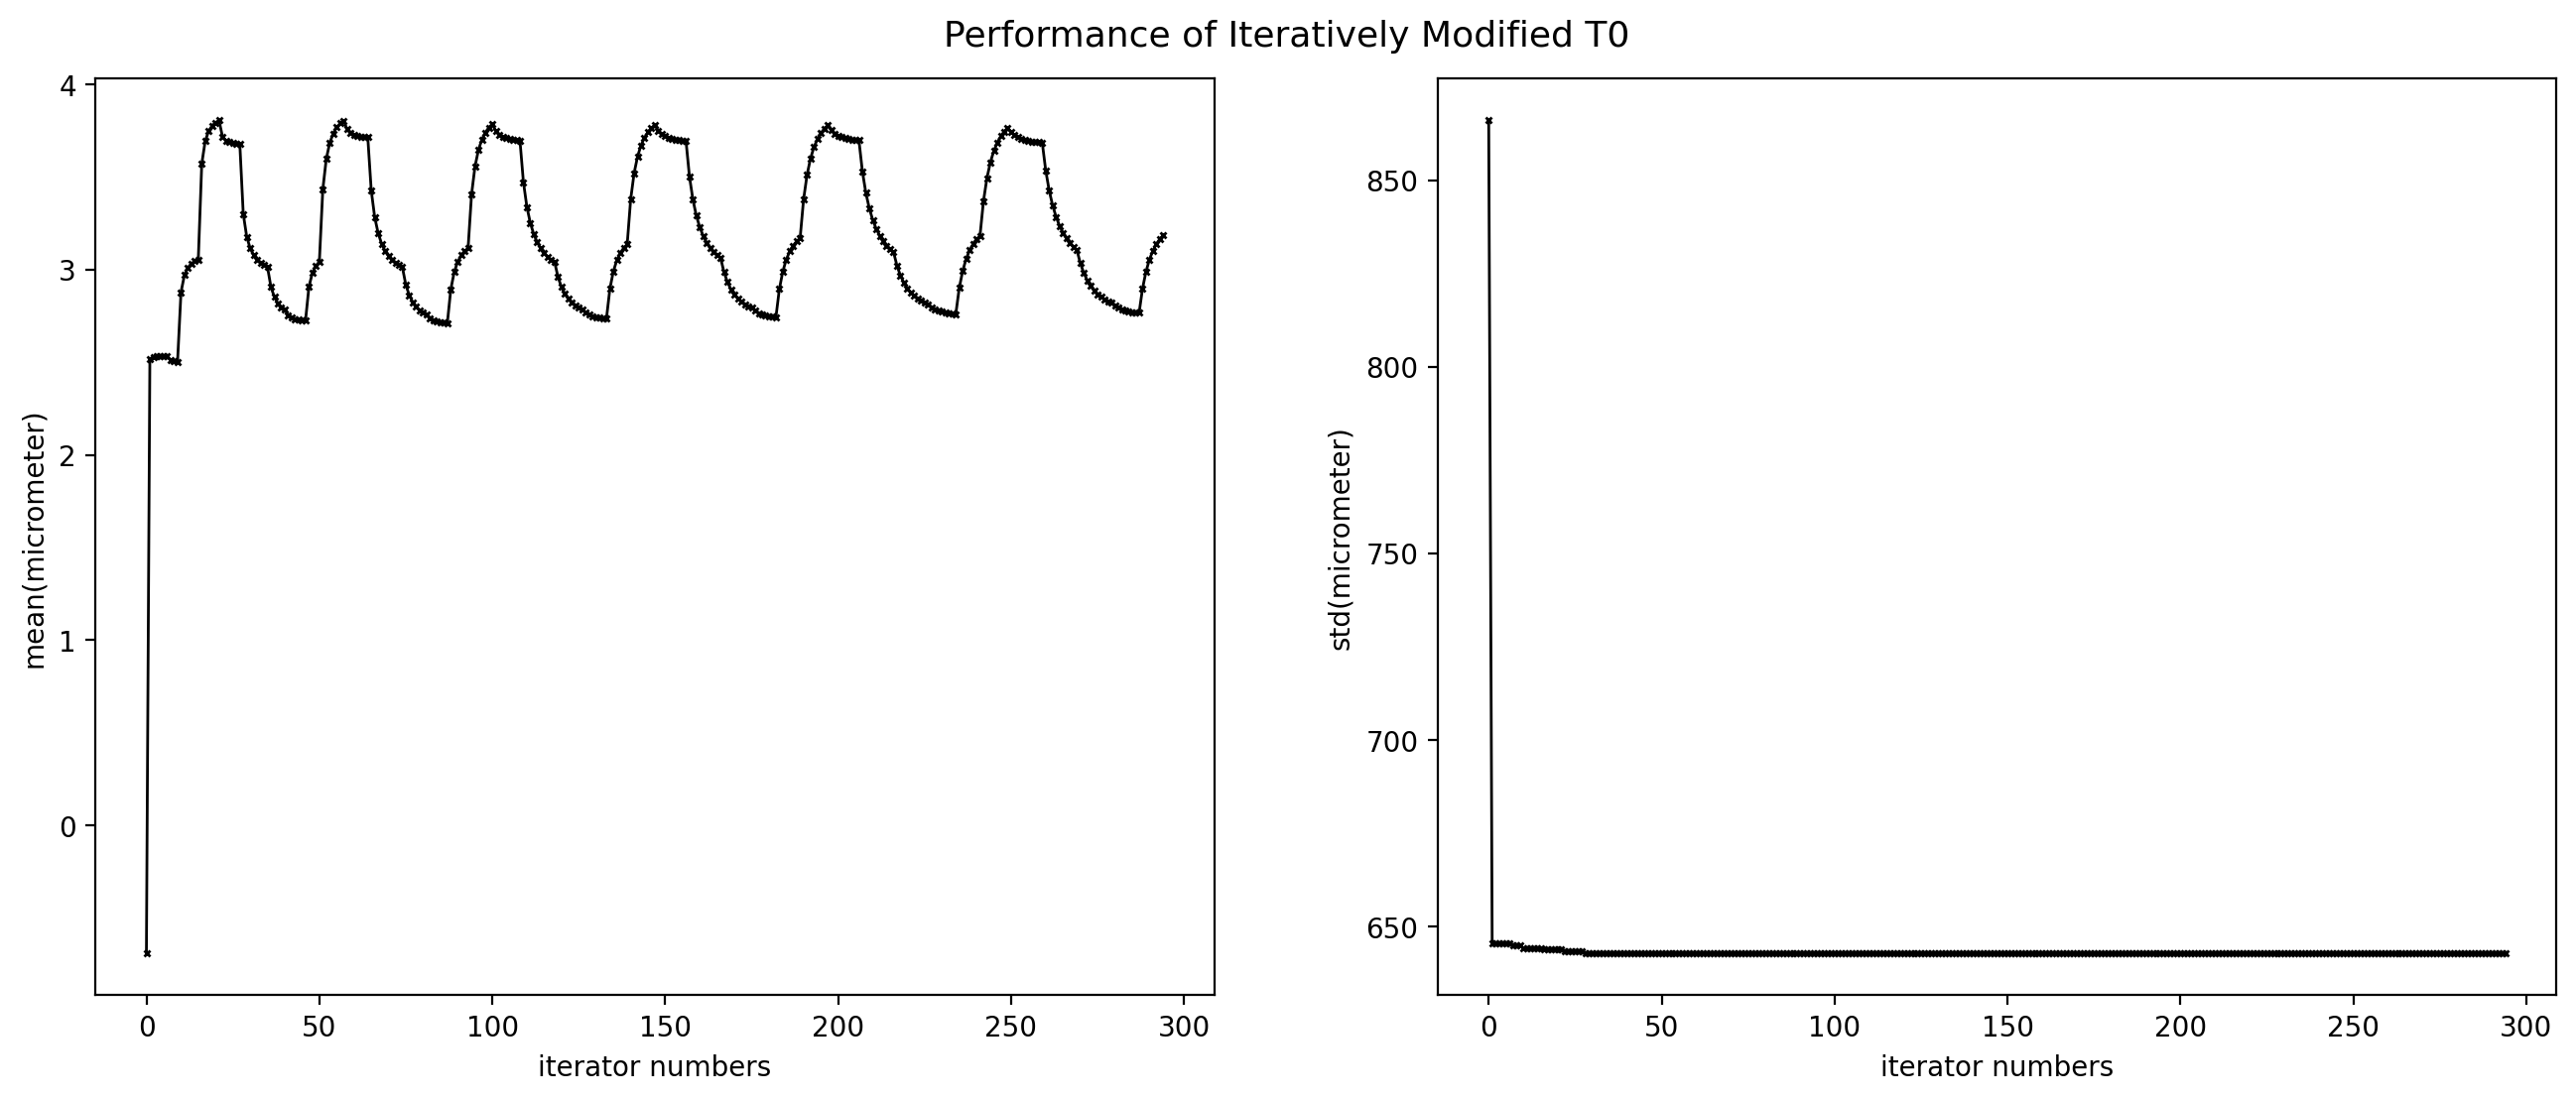 Performance of Iteratively Modified T0
mean(micrometer)
4
3
2
1
0
0 50 100 150 200 250 300
iterator numbers
std(micrometer)
850
800
750
700
650
0 50 100 150 200 250 300
iterator numbers